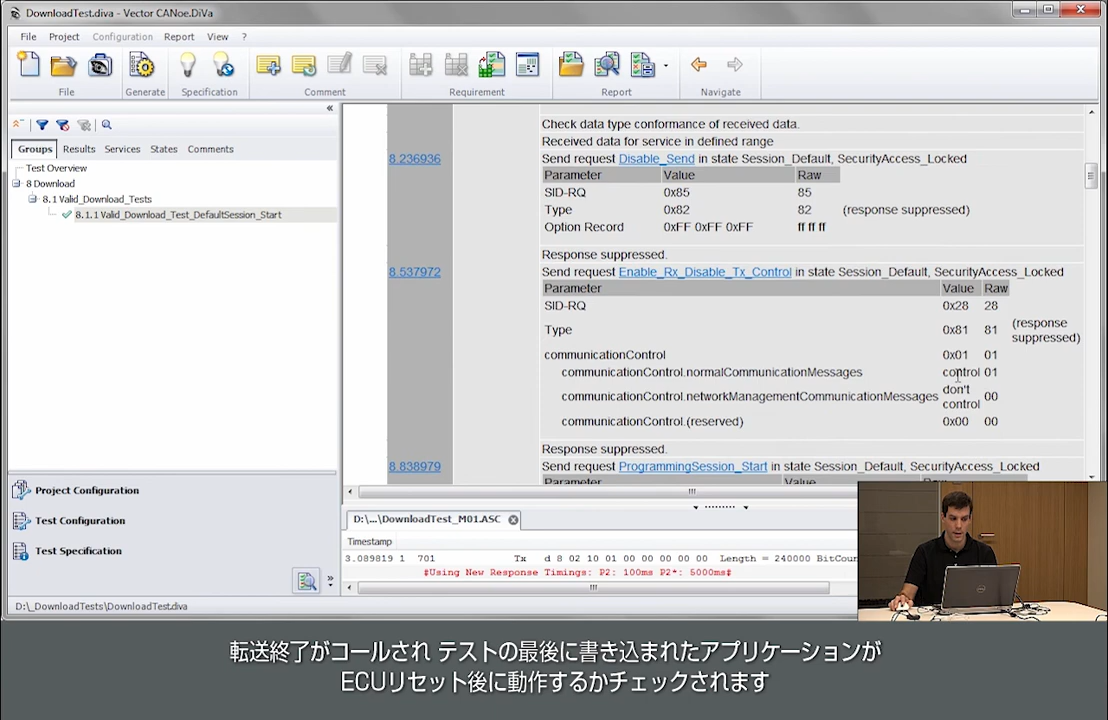 DownloadTest.diva - Vector CANoe.DiVa
File Project Configuration Report View ?
File Generate Specification Comment Requirement Report Navigate
Groups Results Services States Comments
Test Overview
8 Download
8.1 Valid_Download_Tests
8.1.1 Valid_Download_Test_DefaultSession_Start
Project Configuration
Test Configuration
Test Specification
Check data type conformance of received data.
Received data for service in defined range
8.236936 Send request Disable_Send in state Session_Default, SecurityAccess_Locked
Parameter Value Raw
SID-RQ 0x85 85
Type 0x82 82 (response suppressed)
Option Record 0xFF 0xFF 0xFF ff ff ff
Response suppressed.
8.537972 Send request Enable_Rx_Disable_Tx_Control in state Session_Default, SecurityAccess_Locked
Parameter Value Raw
SID-RQ 0x28 28
Type 0x81 81 (response
suppressed)
communicationControl 0x01 01
communicationControl.normalCommunicationMessages control 01
communicationControl.networkManagementCommunicationMessages don't
control 00
communicationControl.(reserved) 0x00 00
Response suppressed.
8.838979 Send request ProgrammingSession_Start in state Session_Default, SecurityAccess_Locked
Parameter Value
D:\...\DownloadTest_M01.ASC
Timestamp
3.089819 1 701 Tx d 8 02 10 01 00 00 00 00 00 Length = 240000 BitCoun
‡Using New Response Timings: P2: 100ms P2*: 5000ms‡
D:\_DownloadTests\DownloadTest.diva
転送終了がコールされ テストの最後に書き込まれたアプリケーションが
ECUリセット後に動作するかチェックされます